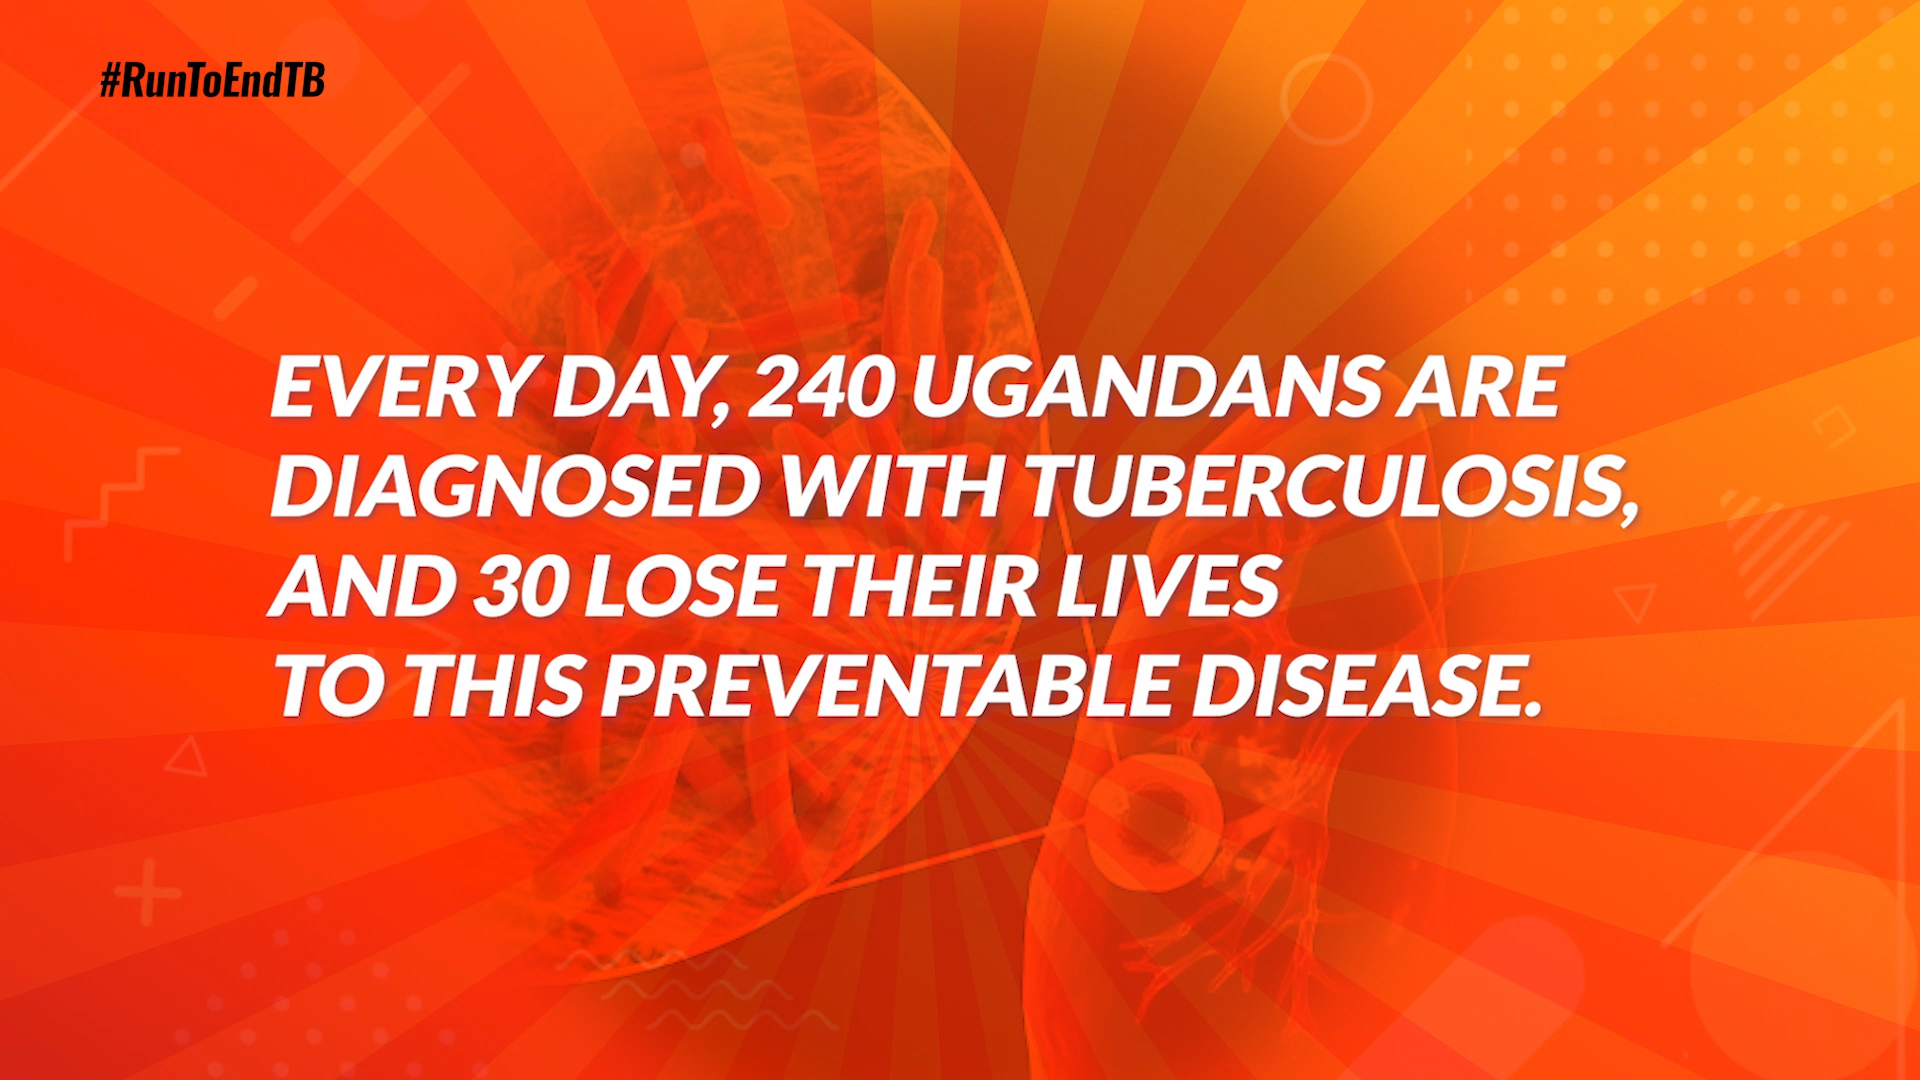 #RunToEndTB
EVERY DAY, 240 UGANDANS ARE
DIAGNOSED WITH TUBERCULOSIS,
AND 30 LOSE THEIR LIVES
TO THIS PREVENTABLE DISEASE.